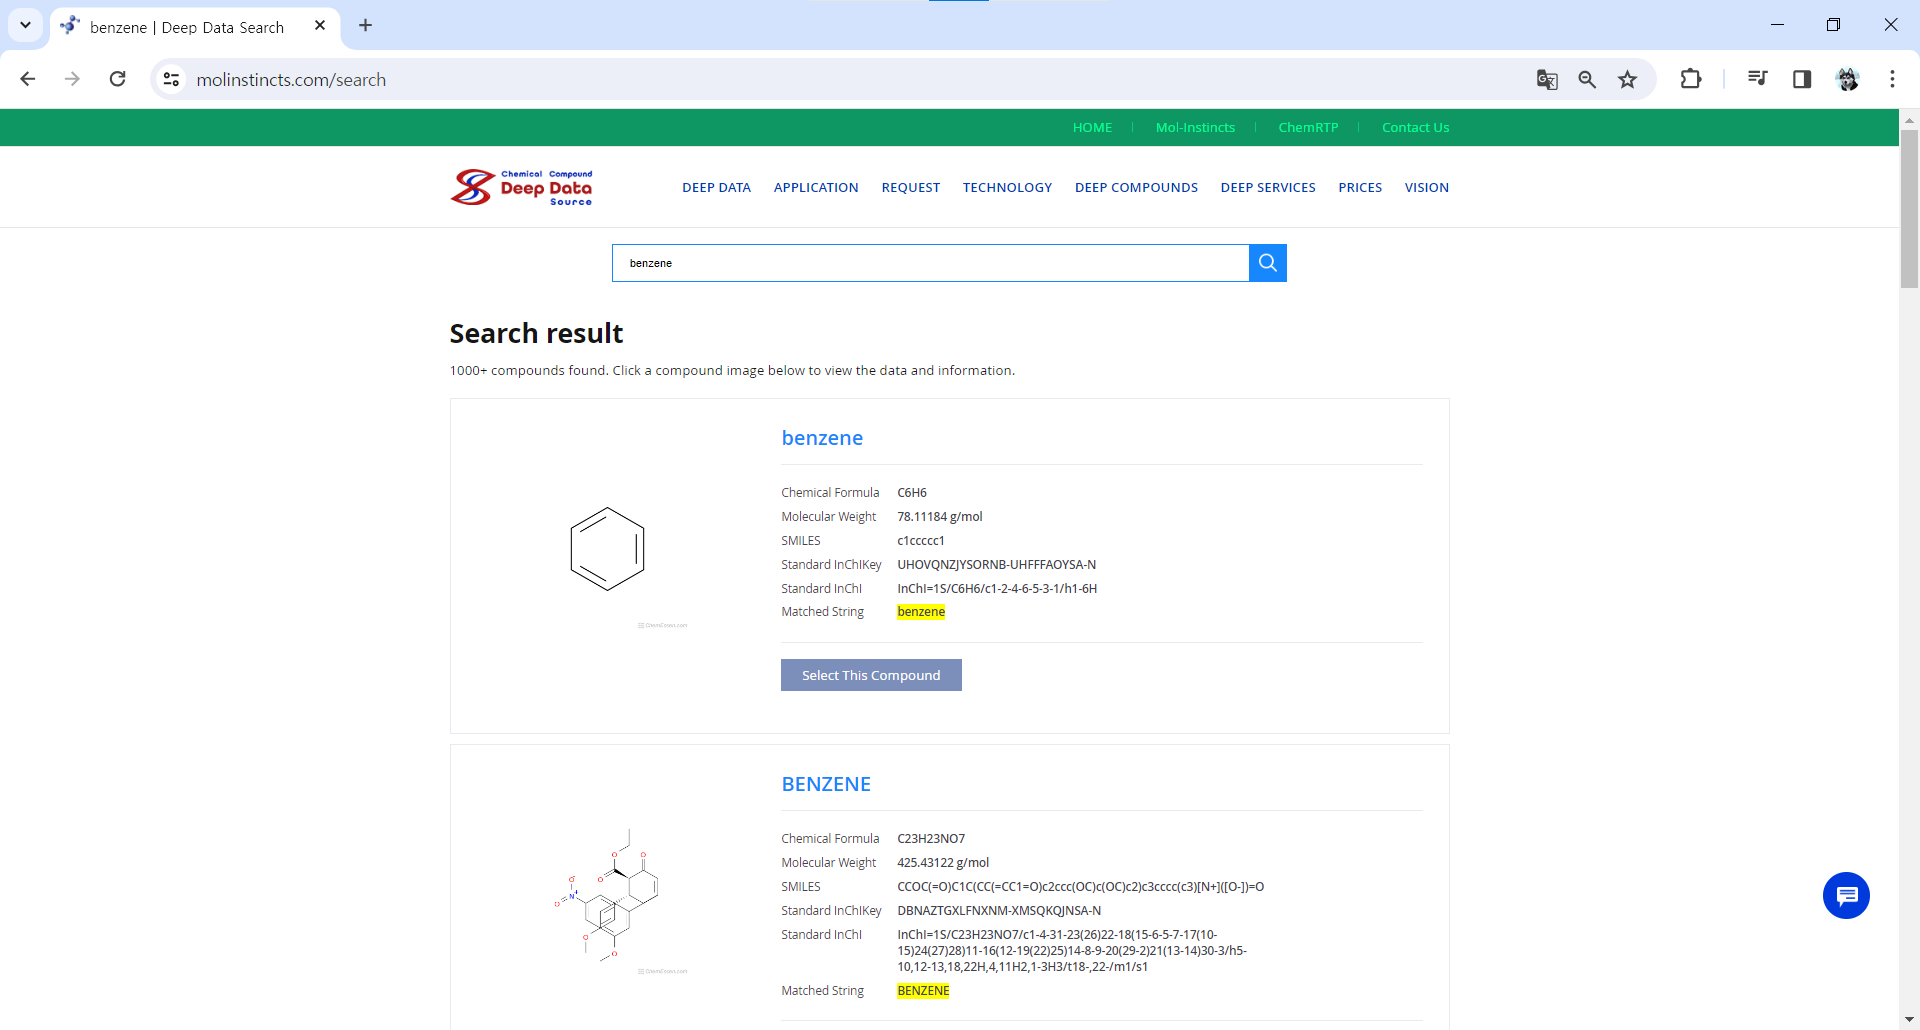 benzene | Deep Data Search
molinstincts.com/search
HOME
Mol-Instincts
ChemRTP
Contact Us
Chemical Compound
Deep Data
Source
DEEP DATA
APPLICATION
REQUEST
TECHNOLOGY
DEEP COMPOUNDS
DEEP SERVICES
PRICES
VISION
benzene
Search result
1000+ compounds found. Click a compound image below to view the data and information.
benzene
Chemical Formula C6H6
Molecular Weight 78.11184 g/mol
SMILES c1ccccc1
Standard InChIKey UHOVQNZJYSORNB-UHFFFAOYSA-N
Standard InChI InChI=1S/C6H6/c1-2-4-6-5-3-1/h1-6H
Matched String benzene
Select This Compound
BENZENE
Chemical Formula C23H23NO7
Molecular Weight 425.43122 g/mol
SMILES CCOC(=O)C1C(CC(=CC1=O)c2ccc(OC)c(OC)c2)c3cccc(c3)[N+]([O-])=O
Standard InChIKey DBNAZTGXLFNXNM-XMSQKQJNSA-N
Standard InChI InChI=1S/C23H23NO7/c1-4-31-23(26)22-18(15-6-5-7-17(10-
15)24(27)28)11-16(12-19(22)25)14-8-9-20(29-2)21(13-14)30-3/h5-
10,12-13,18,22H,4,11H2,1-3H3/t18-,22-/m1/s1
Matched String BENZENE